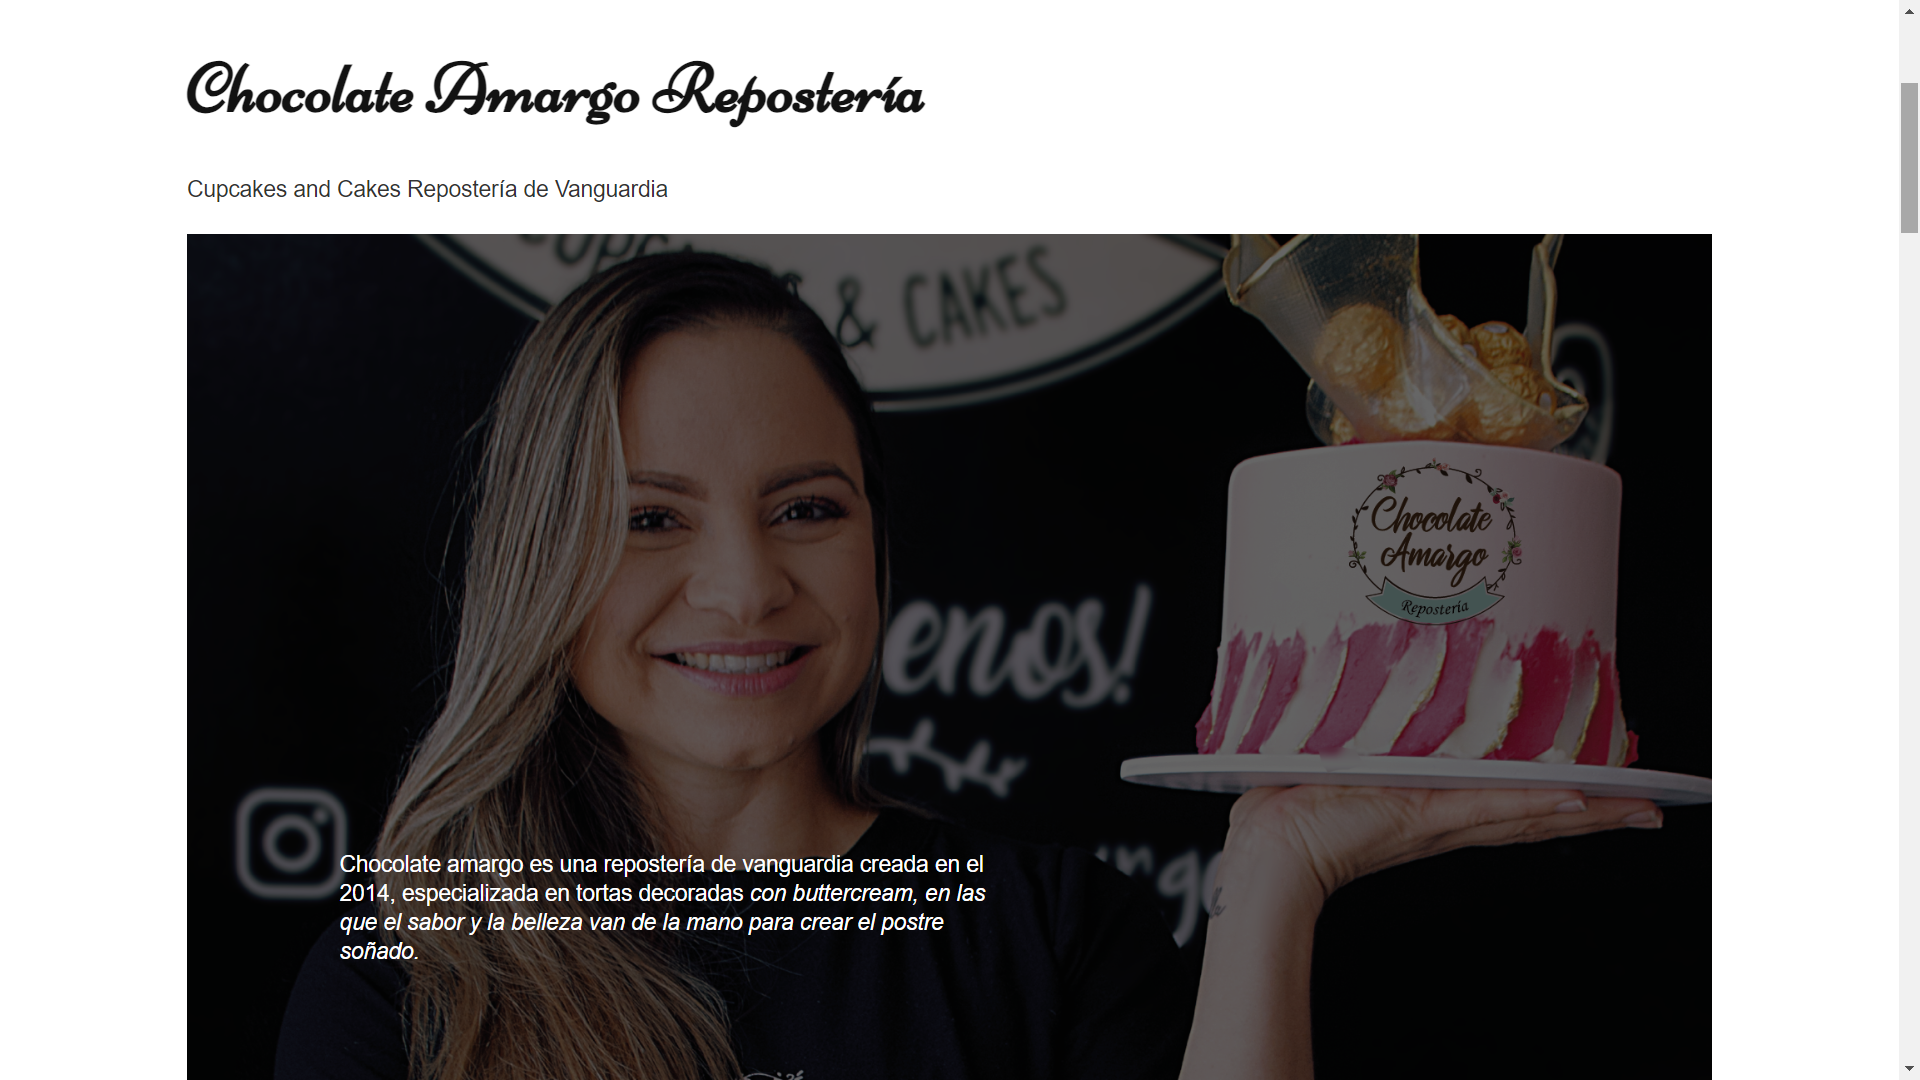 Chocolate Amargo Repostería
Cupcakes and Cakes Repostería de Vanguardia
& CAKES
Chocolate
Amargo
Repostería
enos!
Chocolate amargo es una repostería de vanguardia creada en el
2014, especializada en tortas decoradas con buttercream, en las
que el sabor y la belleza van de la mano para crear el postre
soñado.